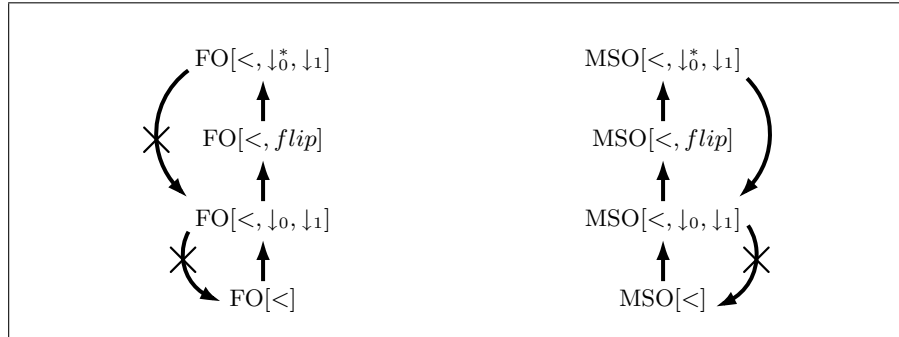 FO[<, ↓₀*, ↓₁] MSO[<, ↓₀*, ↓₁]
FO[<, flip] MSO[<, flip]
FO[<, ↓₀, ↓₁] MSO[<, ↓₀, ↓₁]
FO[<] MSO[<]